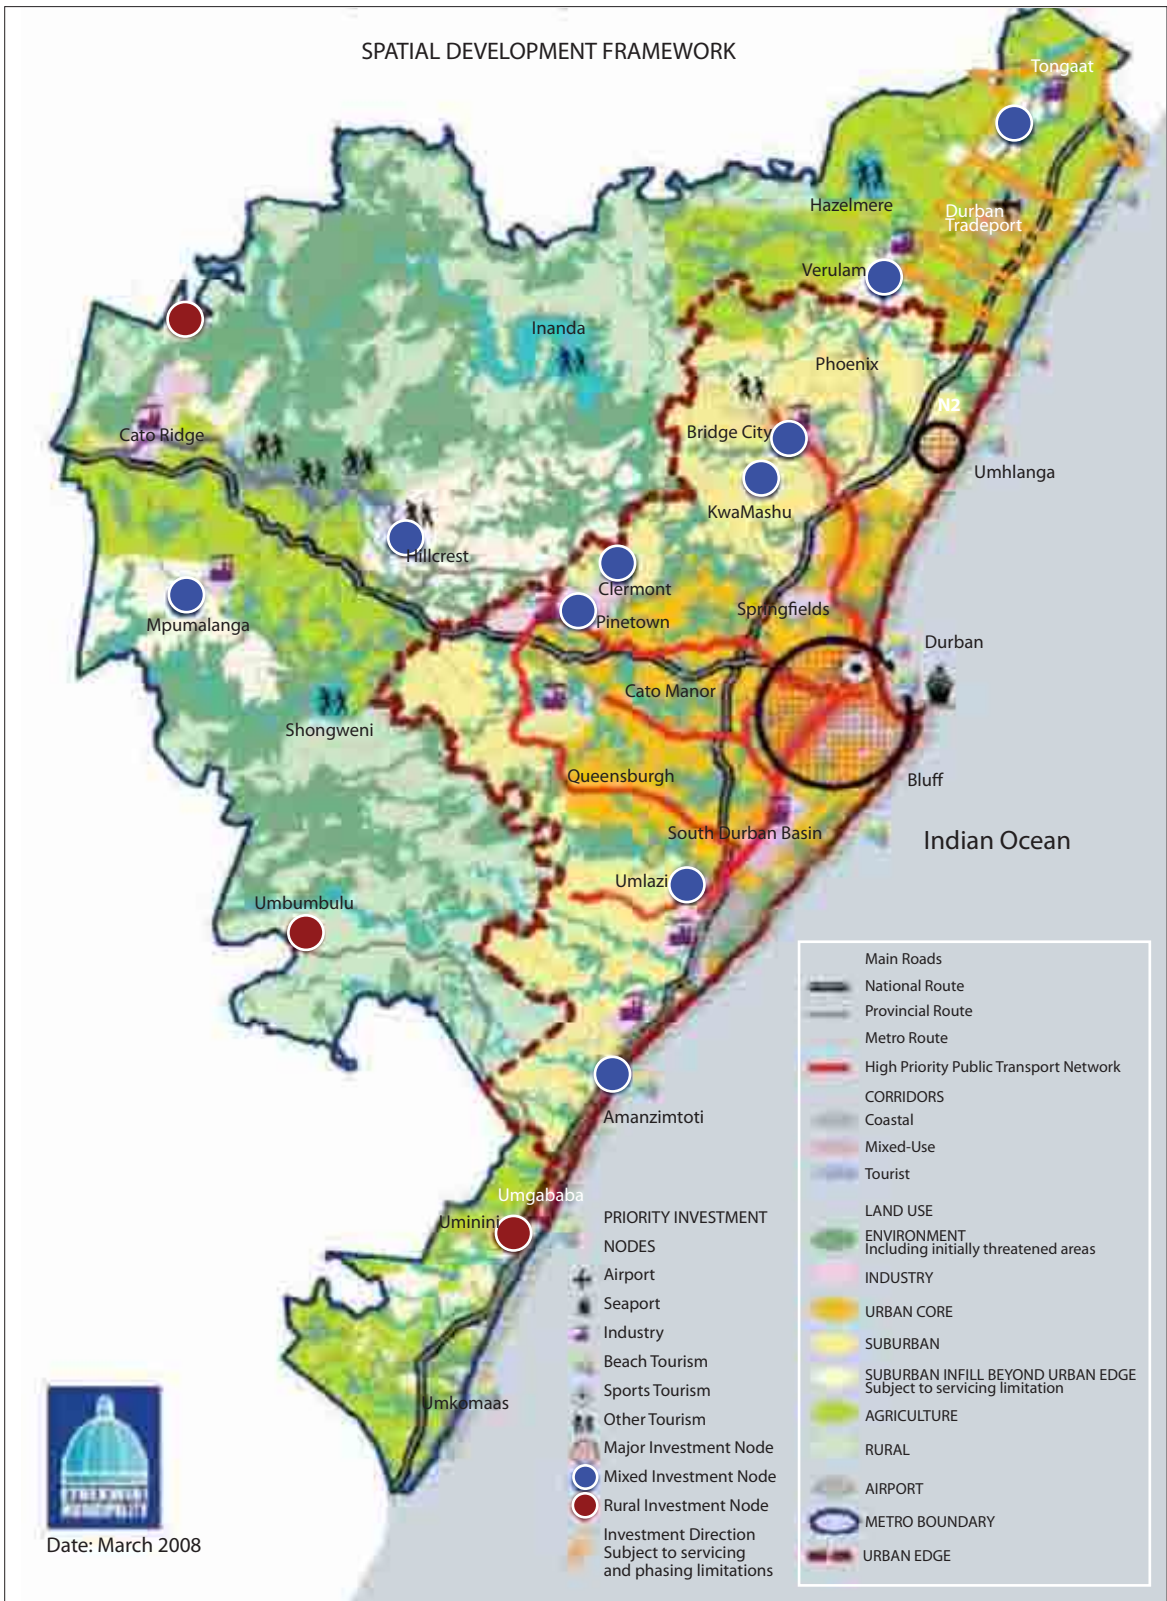 SPATIAL DEVELOPMENT FRAMEWORK
Tongaat
Hazelmere
Durban
Tradeport
Verulam
Inanda
Phoenix
N2
Cato Ridge
Bridge City
Umhlanga
KwaMashu
Hillcrest
Clermont
Springfields
Mpumalanga
Pinetown
Durban
Cato Manor
Shongweni
Queensburgh
Bluff
South Durban Basin
Indian Ocean
Umlazi
Umbumbulu
Amanzimtoti
Umgababa
Uminini
Umkomaas
Date: March 2008
PRIORITY INVESTMENT
NODES
Airport
Seaport
Industry
Beach Tourism
Sports Tourism
Other Tourism
Major Investment Node
Mixed Investment Node
Rural Investment Node
Investment Direction
Subject to servicing
and phasing limitations
Main Roads
National Route
Provincial Route
Metro Route
High Priority Public Transport Network
CORRIDORS
Coastal
Mixed-Use
Tourist
LAND USE
ENVIRONMENT
Including initially threatened areas
INDUSTRY
URBAN CORE
SUBURBAN
SUBURBAN INFILL BEYOND URBAN EDGE
Subject to servicing limitation
AGRICULTURE
RURAL
AIRPORT
METRO BOUNDARY
URBAN EDGE